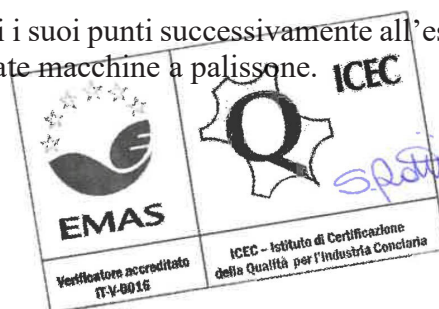 i i suoi punti successivamente all'es
ate macchine a palissone.
ICEC
Q
EMAS
Verificatore accreditato
IT-V-0016
ICEC – Istituto di Certificazione
della Qualità per l'Industria Conciaria